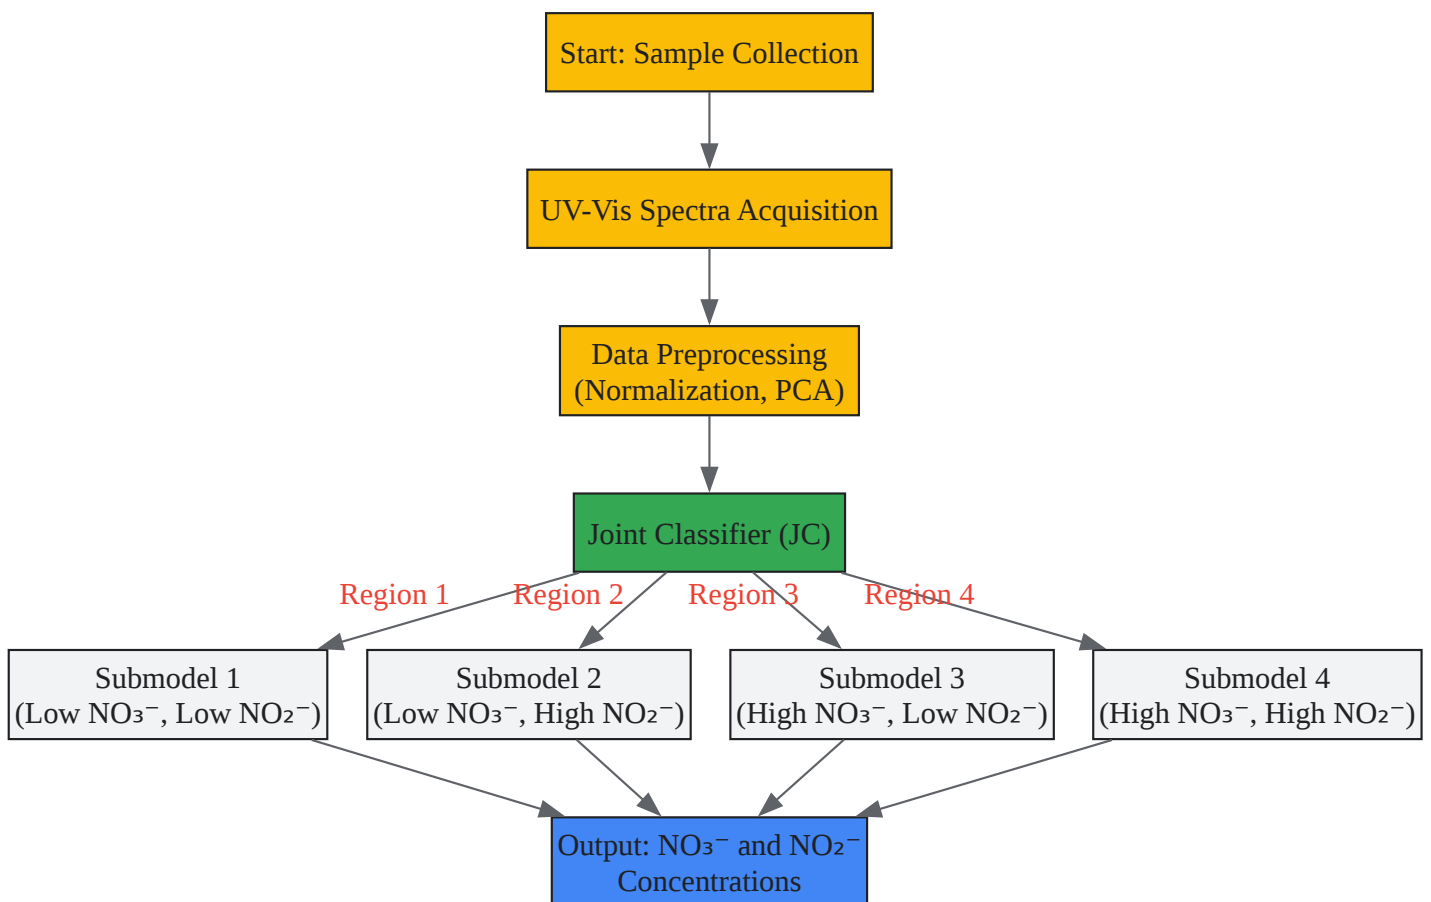 Start: Sample Collection
UV-Vis Spectra Acquisition
Data Preprocessing
(Normalization, PCA)
Joint Classifier (JC)
Region 1
Region 2
Region 3
Region 4
Submodel 1
(Low NO₃⁻, Low NO₂⁻)
Submodel 2
(Low NO₃⁻, High NO₂⁻)
Submodel 3
(High NO₃⁻, Low NO₂⁻)
Submodel 4
(High NO₃⁻, High NO₂⁻)
Output: NO₃⁻ and NO₂⁻
Concentrations